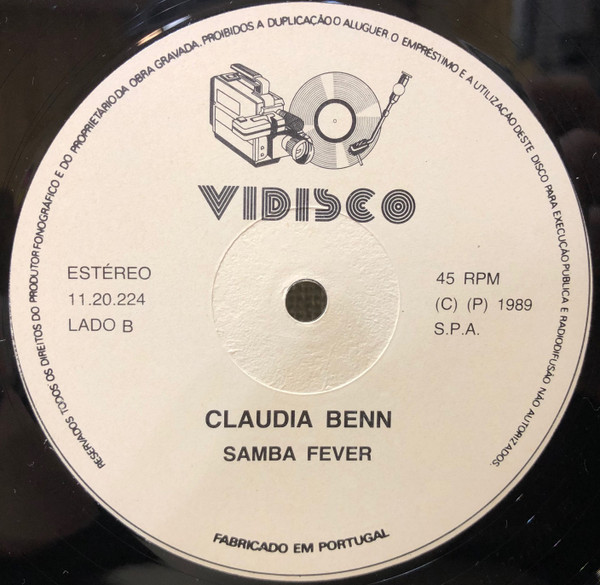 RESERVADOS TODOS OS DIREITOS DO PRODUTOR FONOGRÁFICO E DO PROPRIETÁRIO DA OBRA GRAVADA. PROIBIDOS A DUPLICAÇÃO O ALUGUER O EMPRÉSTIMO E A UTILIZAÇÃO DESTE DISCO PARA EXECUÇÃO PUBLICA E RADIODIFUSÃO NÃO AUTORIZADOS.
VIDISCO
ESTÉREO
11.20.224
LADO B
45 RPM
(C) (P) 1989
S.P.A.
CLAUDIA BENN
SAMBA FEVER
FABRICADO EM PORTUGAL